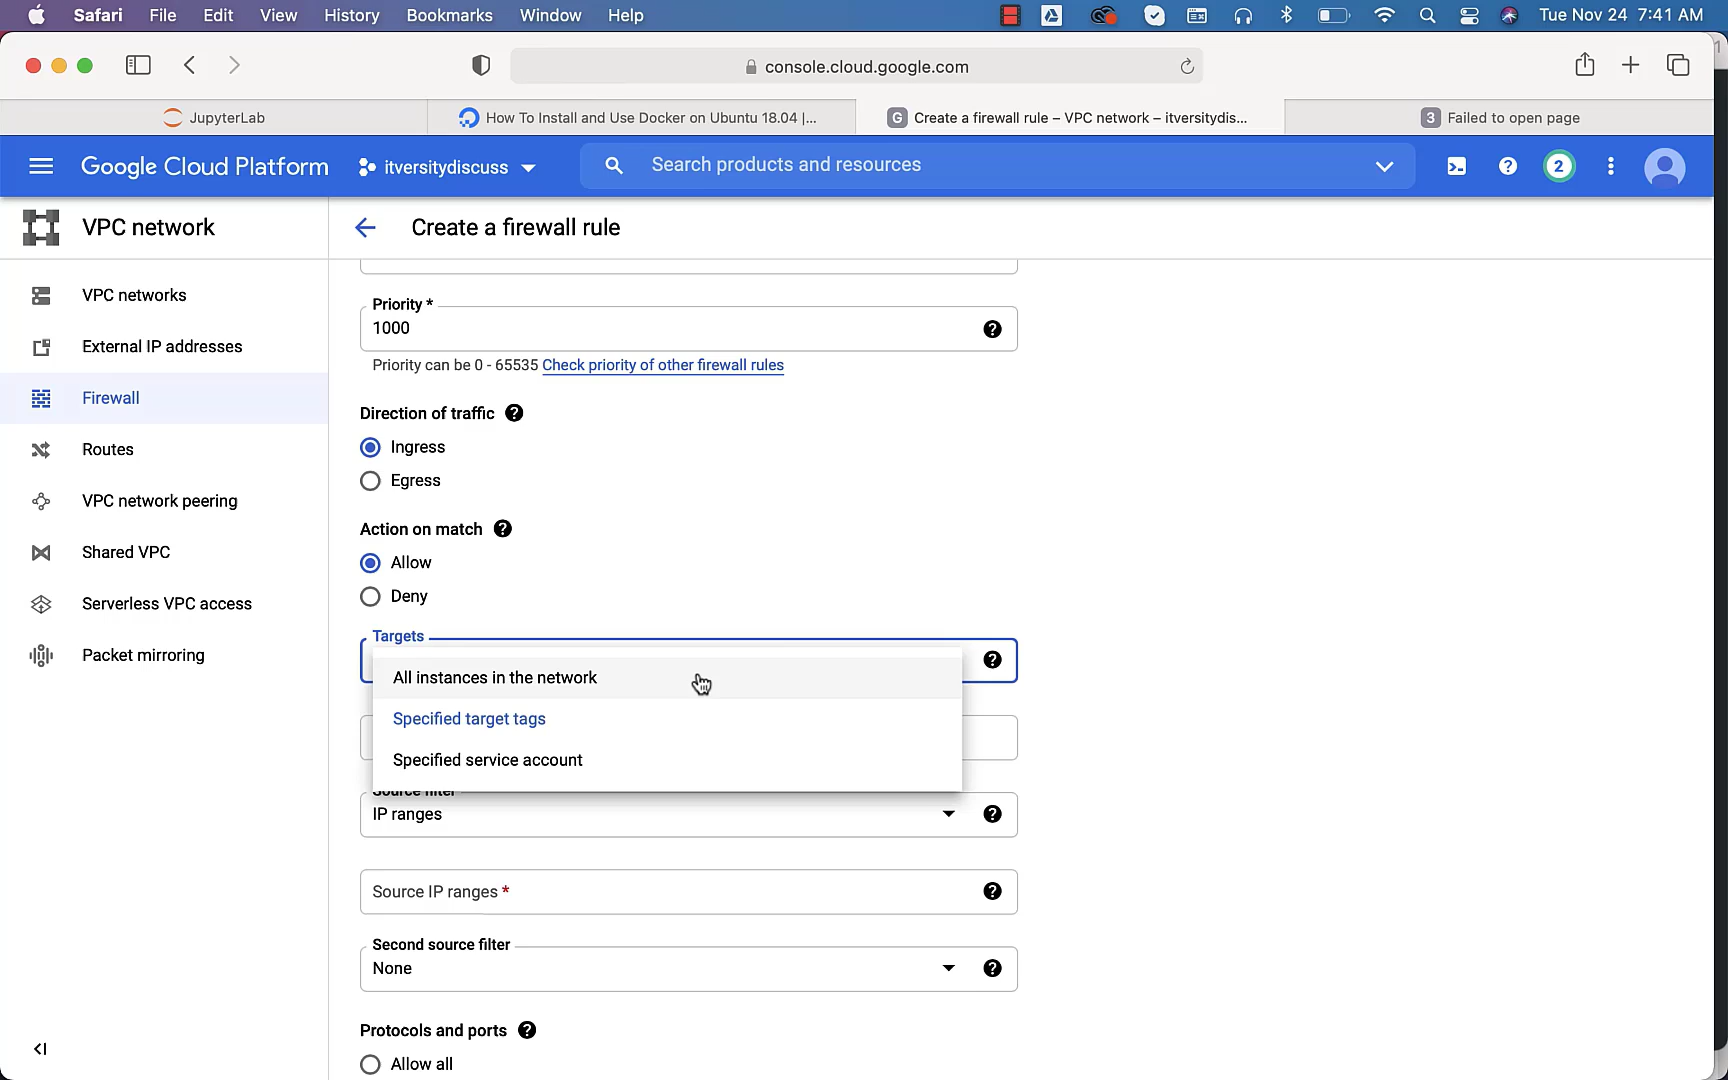 Safari File Edit View History Bookmarks Window Help Tue Nov 24 7:41 AM
console.cloud.google.com
JupyterLab How To Install and Use Docker on Ubuntu 18.04 |... G Create a firewall rule – VPC network – itversitydis... 3 Failed to open page
Google Cloud Platform itversitydiscuss Search products and resources 2
VPC network
Create a firewall rule
VPC networks
External IP addresses
Firewall
Routes
VPC network peering
Shared VPC
Serverless VPC access
Packet mirroring
Priority *
1000
Priority can be 0 - 65535 Check priority of other firewall rules
Direction of traffic
Ingress
Egress
Action on match
Allow
Deny
Targets
All instances in the network
Specified target tags
Specified service account
Source filter
IP ranges
Source IP ranges *
Second source filter
None
Protocols and ports
Allow all